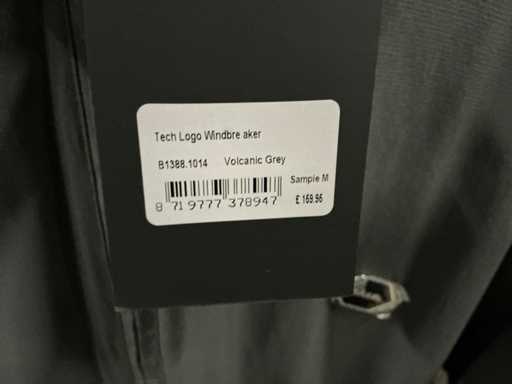 Tech Logo Windbre aker
B1388.1014 Volcanic Grey
Sample M
8 719777 378947
£ 159.95